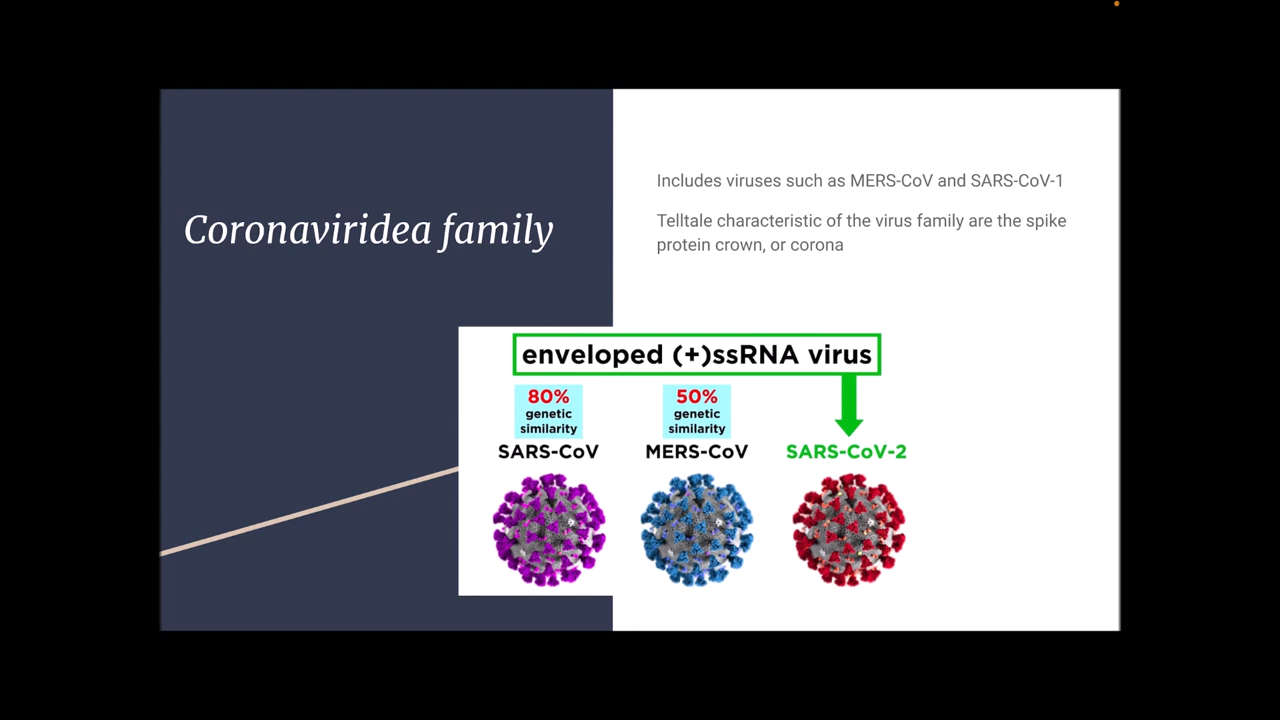 Coronaviridea family
Includes viruses such as MERS-CoV and SARS-CoV-1
Telltale characteristic of the virus family are the spike
protein crown, or corona
enveloped (+)ssRNA virus
80%
genetic
similarity
SARS-CoV
50%
genetic
similarity
MERS-CoV
SARS-CoV-2